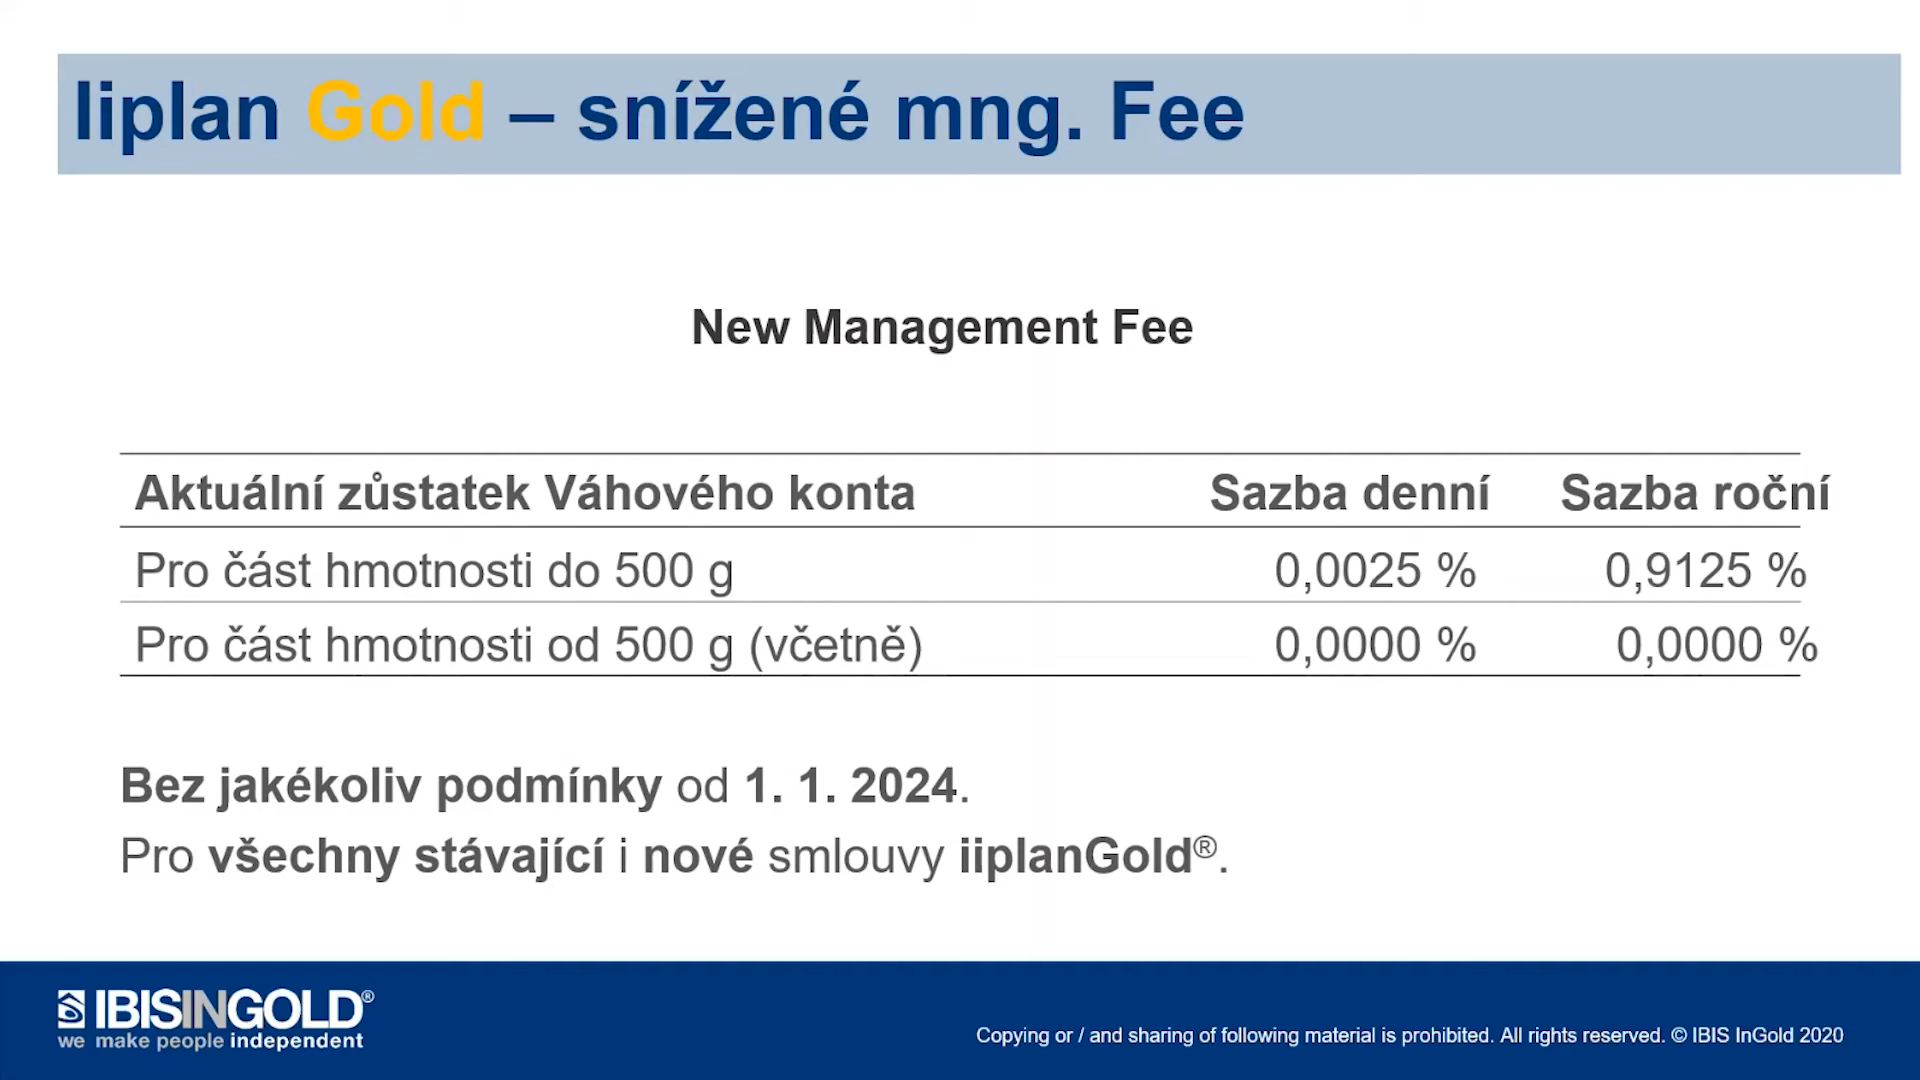 Iiplan Gold – snížené mng. Fee
New Management Fee
Aktuální zůstatek Váhového konta Sazba denní Sazba roční
Pro část hmotnosti do 500 g 0,0025 % 0,9125 %
Pro část hmotnosti od 500 g (včetně) 0,0000 % 0,0000 %
Bez jakékoliv podmínky od 1. 1. 2024.
Pro všechny stávající i nové smlouvy iiplanGold®.
IBISINGOLD®
we make people independent
Copying or / and sharing of following material is prohibited. All rights reserved. © IBIS InGold 2020